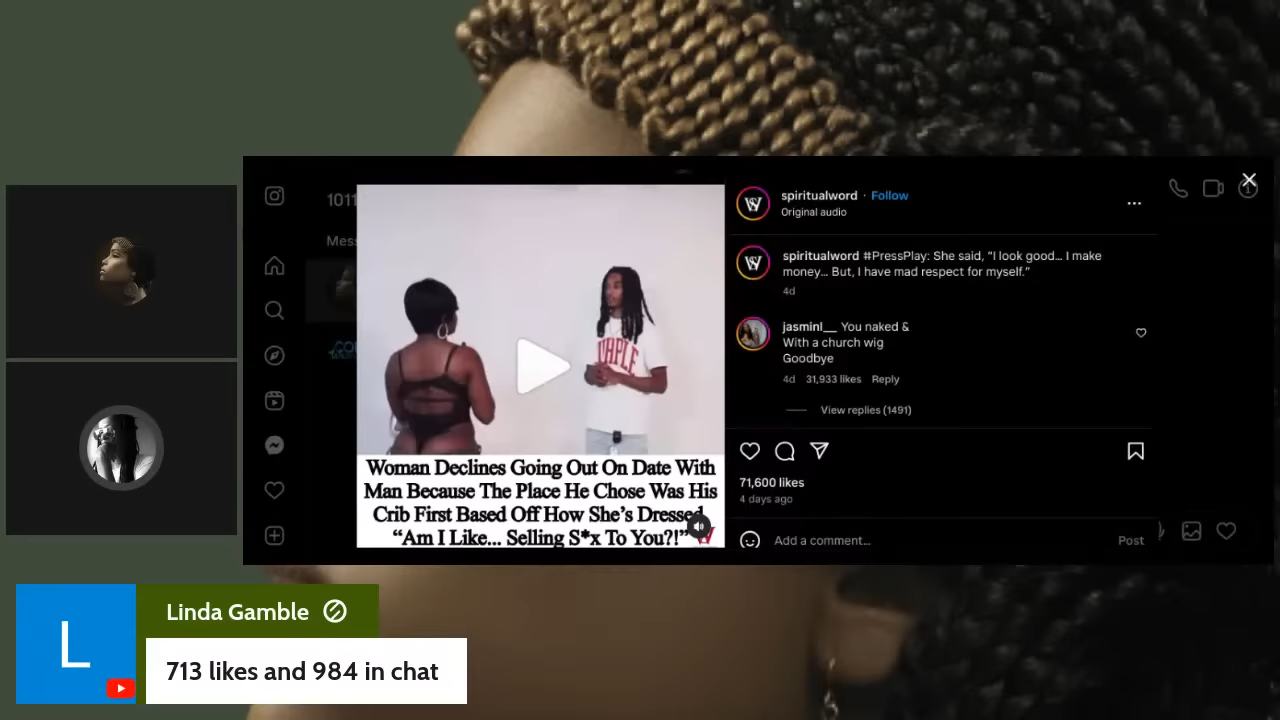 1011
Mess
spiritualword · Follow
Original audio
...
spiritualword #PressPlay: She said, “I look good... I make
money... But, I have mad respect for myself.”
4d
jasminl__ You naked &
With a church wig
Goodbye
4d 31,933 likes Reply
View replies (1491)
71,600 likes
4 days ago
Add a comment... Post
Woman Declines Going Out On Date With
Man Because The Place He Chose Was His
Crib First Based Off How She’s Dressed
“Am I Like... Selling S*x To You?!”
L
Linda Gamble
713 likes and 984 in chat